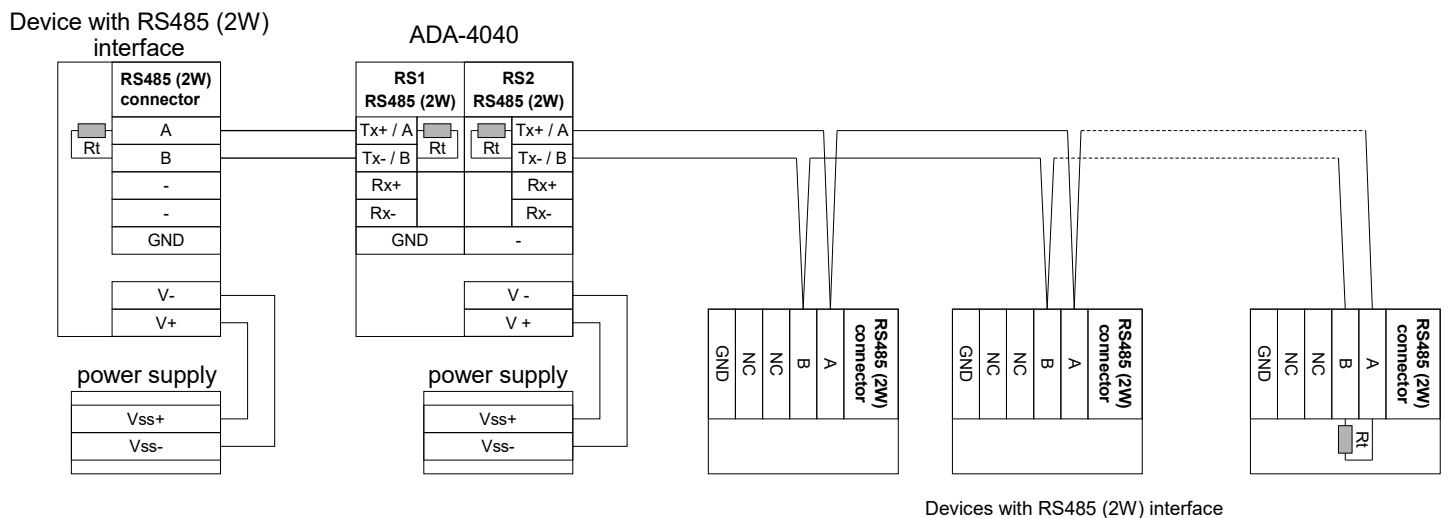 Device with RS485 (2W)
interface
RS485 (2W)
connector
A
B
-
-
GND
Rt
V-
V+
power supply
Vss+
Vss-
ADA-4040
RS1
RS485 (2W)
RS2
RS485 (2W)
Tx+ / A
Tx- / B
Rx+
Rx-
GND
Rt
Rt
Tx+ / A
Tx- / B
Rx+
Rx-
-
V -
V +
power supply
Vss+
Vss-
GND
NC
NC
B
A
RS485 (2W)
connector
GND
NC
NC
B
A
RS485 (2W)
connector
GND
NC
NC
B
A
RS485 (2W)
connector
Rt
Devices with RS485 (2W) interface